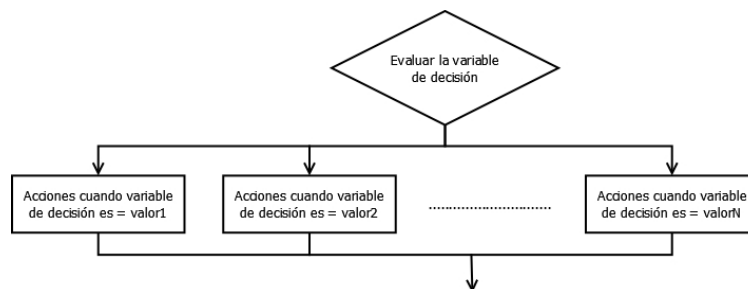 Evaluar la variable
de decisión
Acciones cuando variable
de decisión es = valor1
Acciones cuando variable
de decisión es = valor2
..................................
Acciones cuando variable
de decisión es = valorN